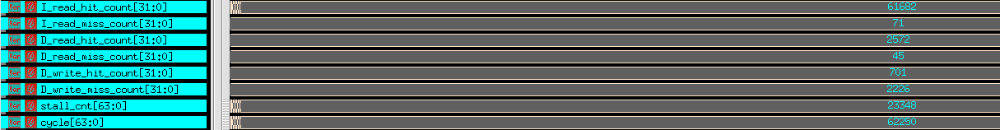 I_read_hit_count[31:0] 61682
I_read_miss_count[31:0] 71
D_read_hit_count[31:0] 2572
D_read_miss_count[31:0] 45
D_write_hit_count[31:0] 701
D_write_miss_count[31:0] 2226
stall_cnt[63:0] 23348
cycle[63:0] 62250